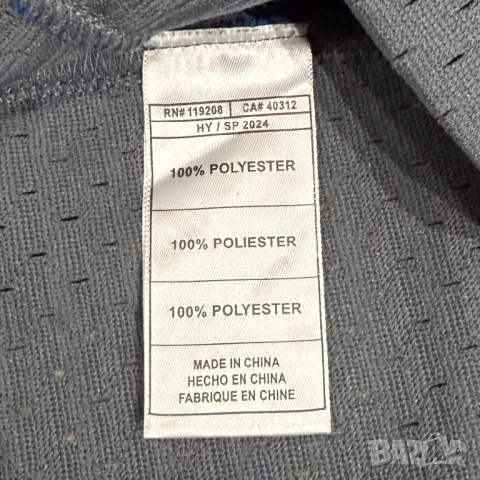 RN# 119208 CA# 40312
HY / SP 2024
100% POLYESTER
100% POLIESTER
100% POLYESTER
MADE IN CHINA
HECHO EN CHINA
FABRIQUE EN CHINE
BAZAR